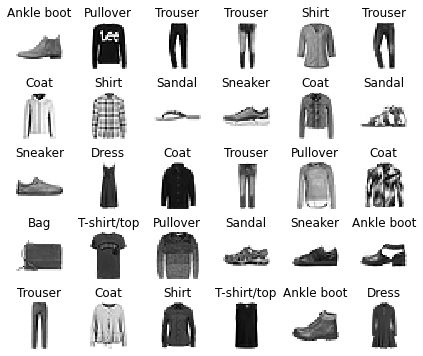 Ankle boot Pullover Trouser Trouser Shirt Trouser
Lee
Coat Shirt Sandal Sneaker Coat Sandal
Sneaker Dress Coat Trouser Pullover Coat
Bag T-shirt/top Pullover Sandal Sneaker Ankle boot
Trouser Coat Shirt T-shirt/top Ankle boot Dress